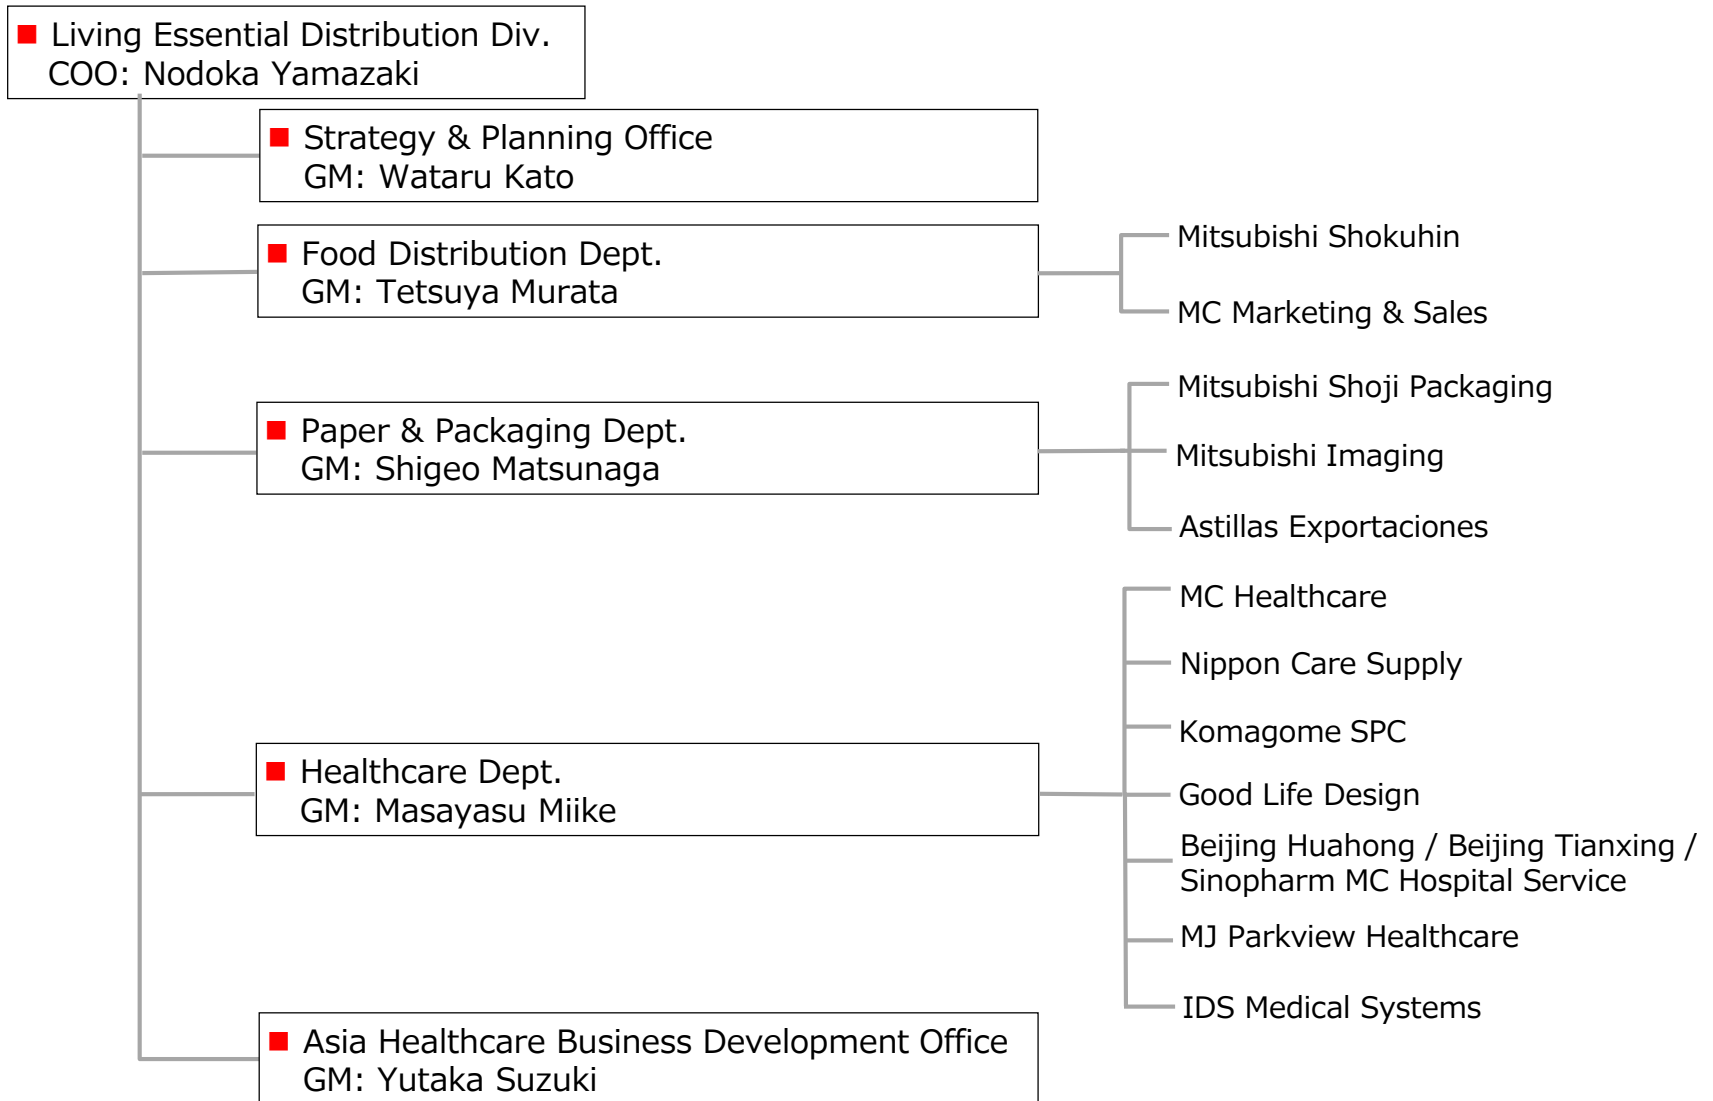 Living Essential Distribution Div.
COO: Nodoka Yamazaki
Strategy & Planning Office
GM: Wataru Kato
Food Distribution Dept.
GM: Tetsuya Murata
Mitsubishi Shokuhin
MC Marketing & Sales
Paper & Packaging Dept.
GM: Shigeo Matsunaga
Mitsubishi Shoji Packaging
Mitsubishi Imaging
Astillas Exportaciones
Healthcare Dept.
GM: Masayasu Miike
MC Healthcare
Nippon Care Supply
Komagome SPC
Good Life Design
Beijing Huahong / Beijing Tianxing /
Sinopharm MC Hospital Service
MJ Parkview Healthcare
IDS Medical Systems
Asia Healthcare Business Development Office
GM: Yutaka Suzuki